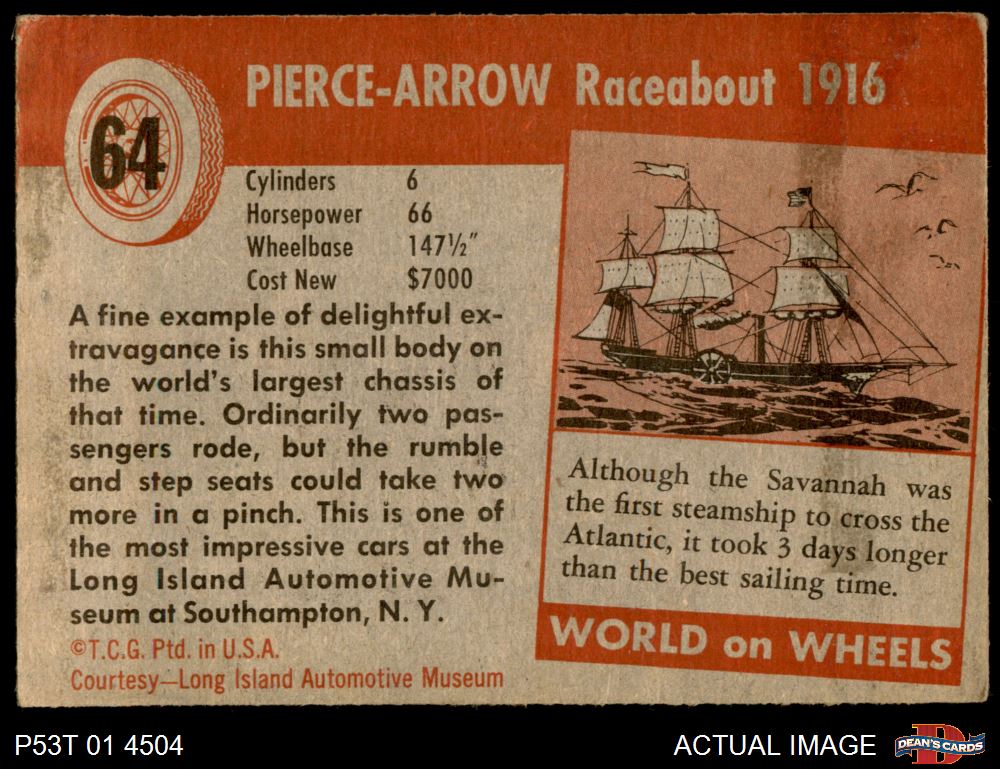 64
PIERCE-ARROW Raceabout 1916
Cylinders 6
Horsepower 66
Wheelbase 147½"
Cost New $7000
A fine example of delightful ex-
travagance is this small body on
the world's largest chassis of
that time. Ordinarily two pas-
sengers rode, but the rumble
and step seats could take two
more in a pinch. This is one of
the most impressive cars at the
Long Island Automotive Mu-
seum at Southampton, N. Y.
©T.C.G. Ptd. in U.S.A.
Courtesy—Long Island Automotive Museum
Although the Savannah was
the first steamship to cross the
Atlantic, it took 3 days longer
than the best sailing time.
WORLD on WHEELS
P53T 01 4504
ACTUAL IMAGE
DEAN'S CARDS